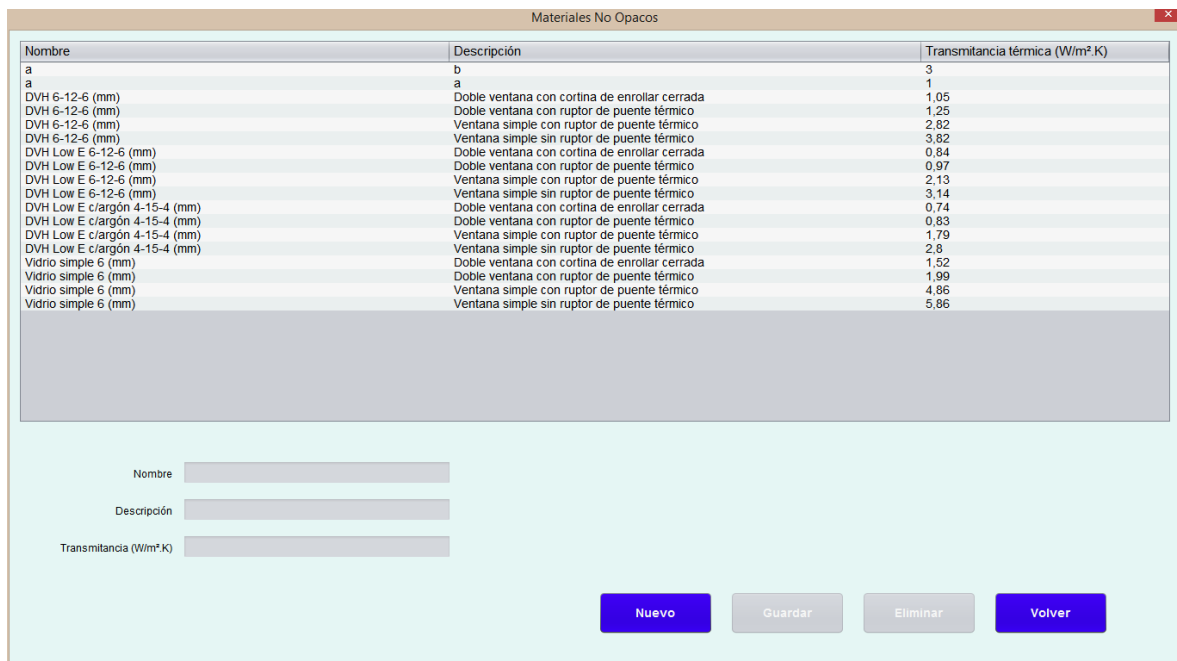 Materiales No Opacos
Nombre Descripción Transmitancia térmica (W/m².K)
a b 3
a a 1
DVH 6-12-6 (mm) Doble ventana con cortina de enrollar cerrada 1,05
DVH 6-12-6 (mm) Doble ventana con ruptor de puente térmico 1,25
DVH 6-12-6 (mm) Ventana simple con ruptor de puente térmico 2,82
DVH 6-12-6 (mm) Ventana simple sin ruptor de puente térmico 3,82
DVH Low E 6-12-6 (mm) Doble ventana con cortina de enrollar cerrada 0,84
DVH Low E 6-12-6 (mm) Doble ventana con ruptor de puente térmico 0,97
DVH Low E 6-12-6 (mm) Ventana simple con ruptor de puente térmico 2,13
DVH Low E 6-12-6 (mm) Ventana simple sin ruptor de puente térmico 3,14
DVH Low E c/argón 4-15-4 (mm) Doble ventana con cortina de enrollar cerrada 0,74
DVH Low E c/argón 4-15-4 (mm) Doble ventana con ruptor de puente térmico 0,83
DVH Low E c/argón 4-15-4 (mm) Ventana simple con ruptor de puente térmico 1,79
DVH Low E c/argón 4-15-4 (mm) Ventana simple sin ruptor de puente térmico 2,8
Vidrio simple 6 (mm) Doble ventana con cortina de enrollar cerrada 1,52
Vidrio simple 6 (mm) Doble ventana con ruptor de puente térmico 1,99
Vidrio simple 6 (mm) Ventana simple con ruptor de puente térmico 4,86
Vidrio simple 6 (mm) Ventana simple sin ruptor de puente térmico 5,86
Nombre
Descripción
Transmitancia (W/m².K)
Nuevo Guardar Eliminar Volver